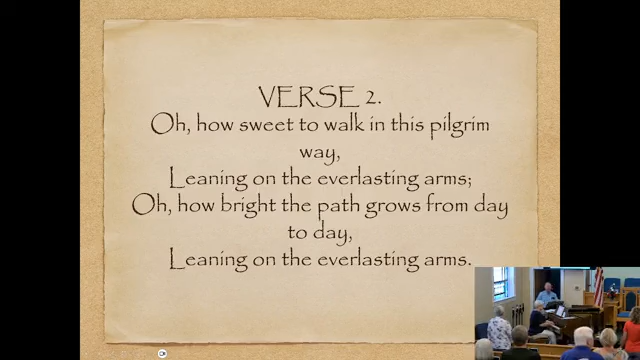 VERSE 2.
Oh, how sweet to walk in this pilgrim
way,
Leaning on the everlasting arms;
Oh, how bright the path grows from day
to day,
Leaning on the everlasting arms.